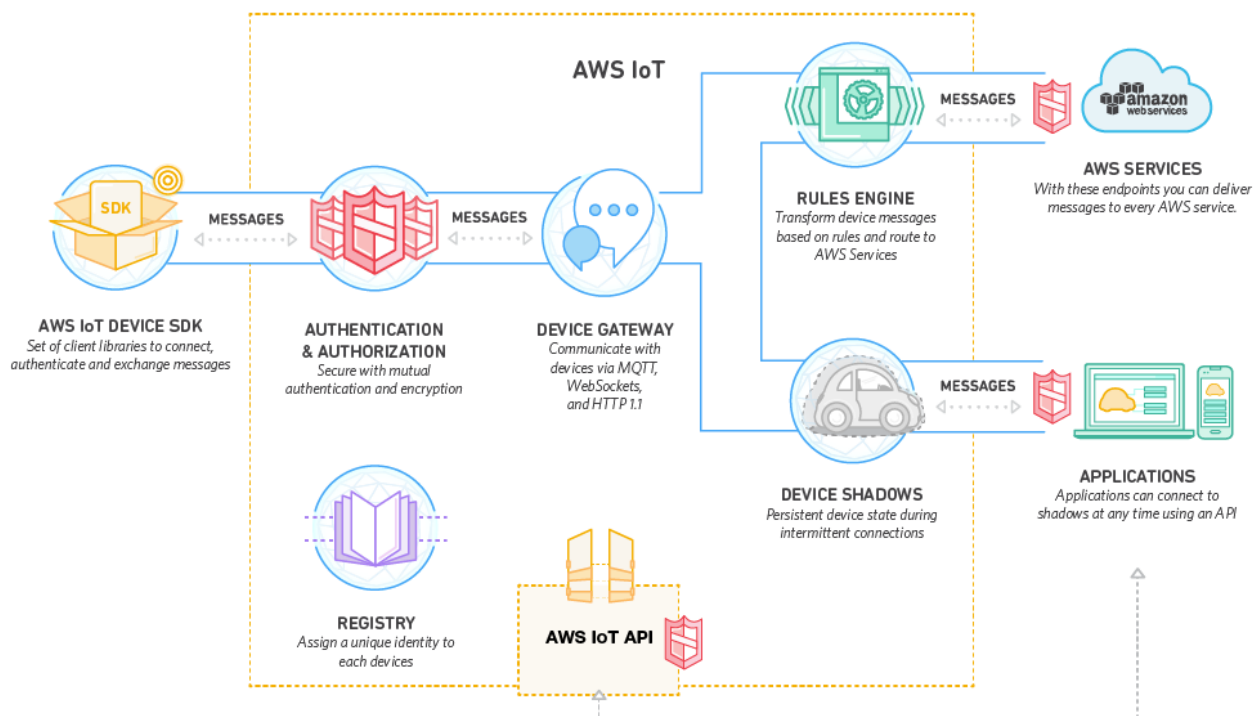 AWS IoT
MESSAGES
amazon
webservices
AWS SERVICES
With these endpoints you can deliver
messages to every AWS service.
RULES ENGINE
Transform device messages
based on rules and route to
AWS Services
SDK
MESSAGES
MESSAGES
AWS IoT DEVICE SDK
Set of client libraries to connect,
authenticate and exchange messages
AUTHENTICATION
& AUTHORIZATION
Secure with mutual
authentication and encryption
DEVICE GATEWAY
Communicate with
devices via MQTT,
WebSockets,
and HTTP 1.1
MESSAGES
DEVICE SHADOWS
Persistent device state during
intermittent connections
APPLICATIONS
Applications can connect to
shadows at any time using an API
REGISTRY
Assign a unique identity to
each devices
AWS IoT API